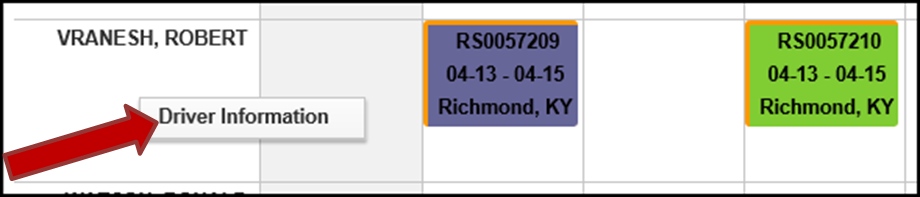 VRANESH, ROBERT
RS0057209
04-13 - 04-15
Richmond, KY
RS0057210
04-13 - 04-15
Richmond, KY
Driver Information